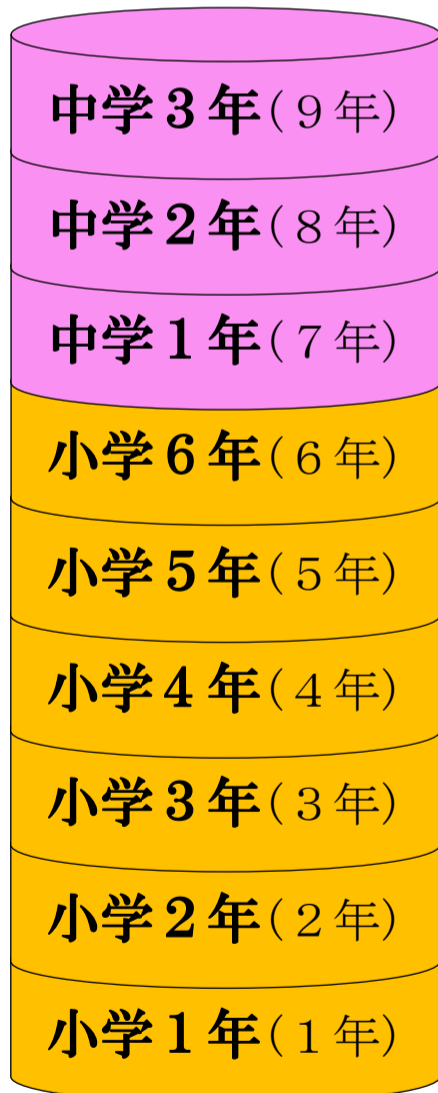 中学３年(９年)
中学２年(８年)
中学１年(７年)
小学６年(６年)
小学５年(５年)
小学４年(４年)
小学３年(３年)
小学２年(２年)
小学１年(１年)